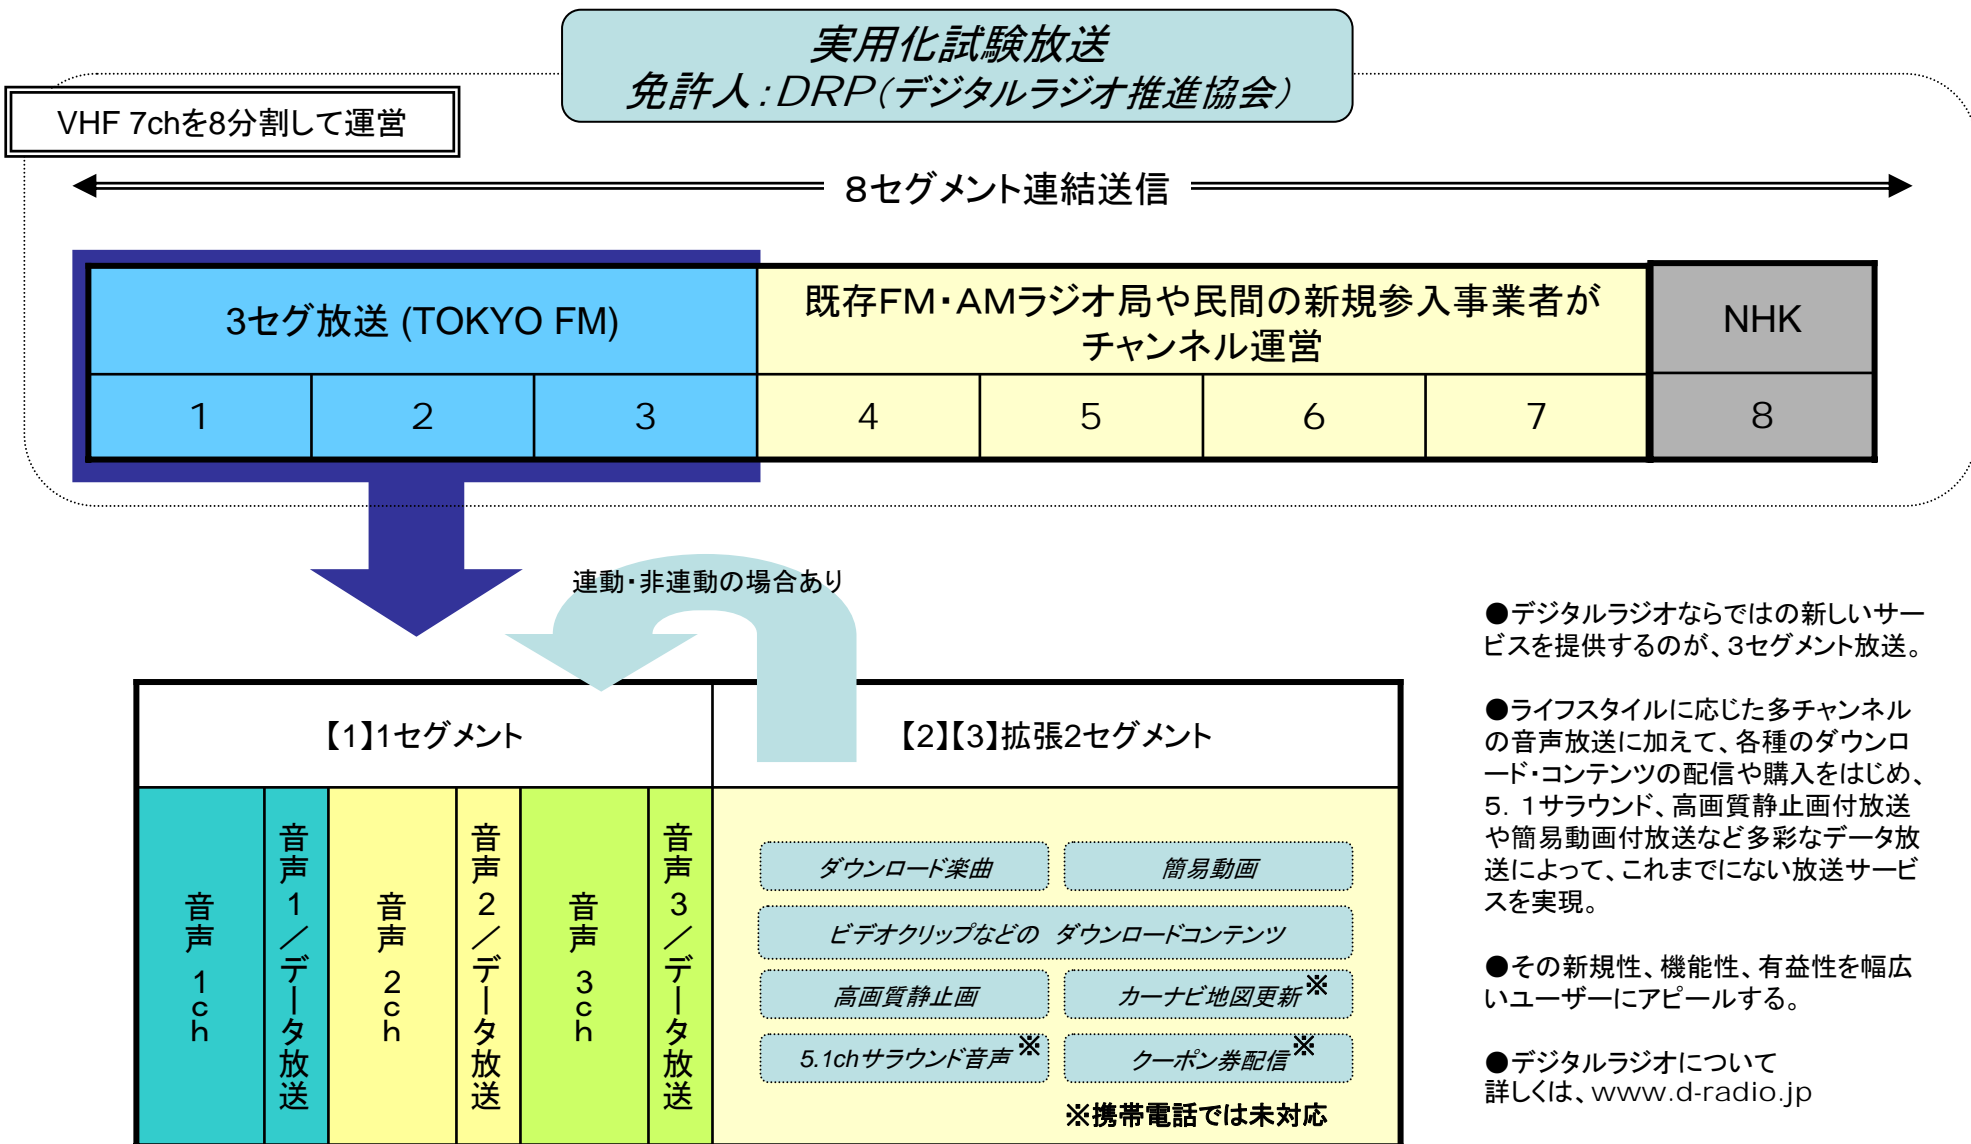 実用化試験放送
免許人：DRP（デジタルラジオ推進協会）
VHF 7chを8分割して運営
8セグメント連結送信
3セグ放送 (TOKYO FM)
既存FM・AMラジオ局や民間の新規参入事業者が
チャンネル運営
NHK
1
2
3
4
5
6
7
8
連動・非連動の場合あり
【1】1セグメント
【2】【3】拡張2セグメント
音声 1ch
音声1／データ放送
音声 2ch
音声2／データ放送
音声 3ch
音声3／データ放送
ダウンロード楽曲
簡易動画
ビデオクリップなどの ダウンロードコンテンツ
高画質静止画
カーナビ地図更新※
5.1chサラウンド音声※
クーポン券配信※
※携帯電話では未対応
●デジタルラジオならではの新しいサー
ビスを提供するのが、3セグメント放送。
●ライフスタイルに応じた多チャンネル
の音声放送に加えて、各種のダウンロ
ード・コンテンツの配信や購入をはじめ、
5．1サラウンド、高画質静止画付放送
や簡易動画付放送など多彩なデータ放
送によって、これまでにない放送サービ
スを実現。
●その新規性、機能性、有益性を幅広
いユーザーにアピールする。
●デジタルラジオについて
詳しくは、www.d-radio.jp